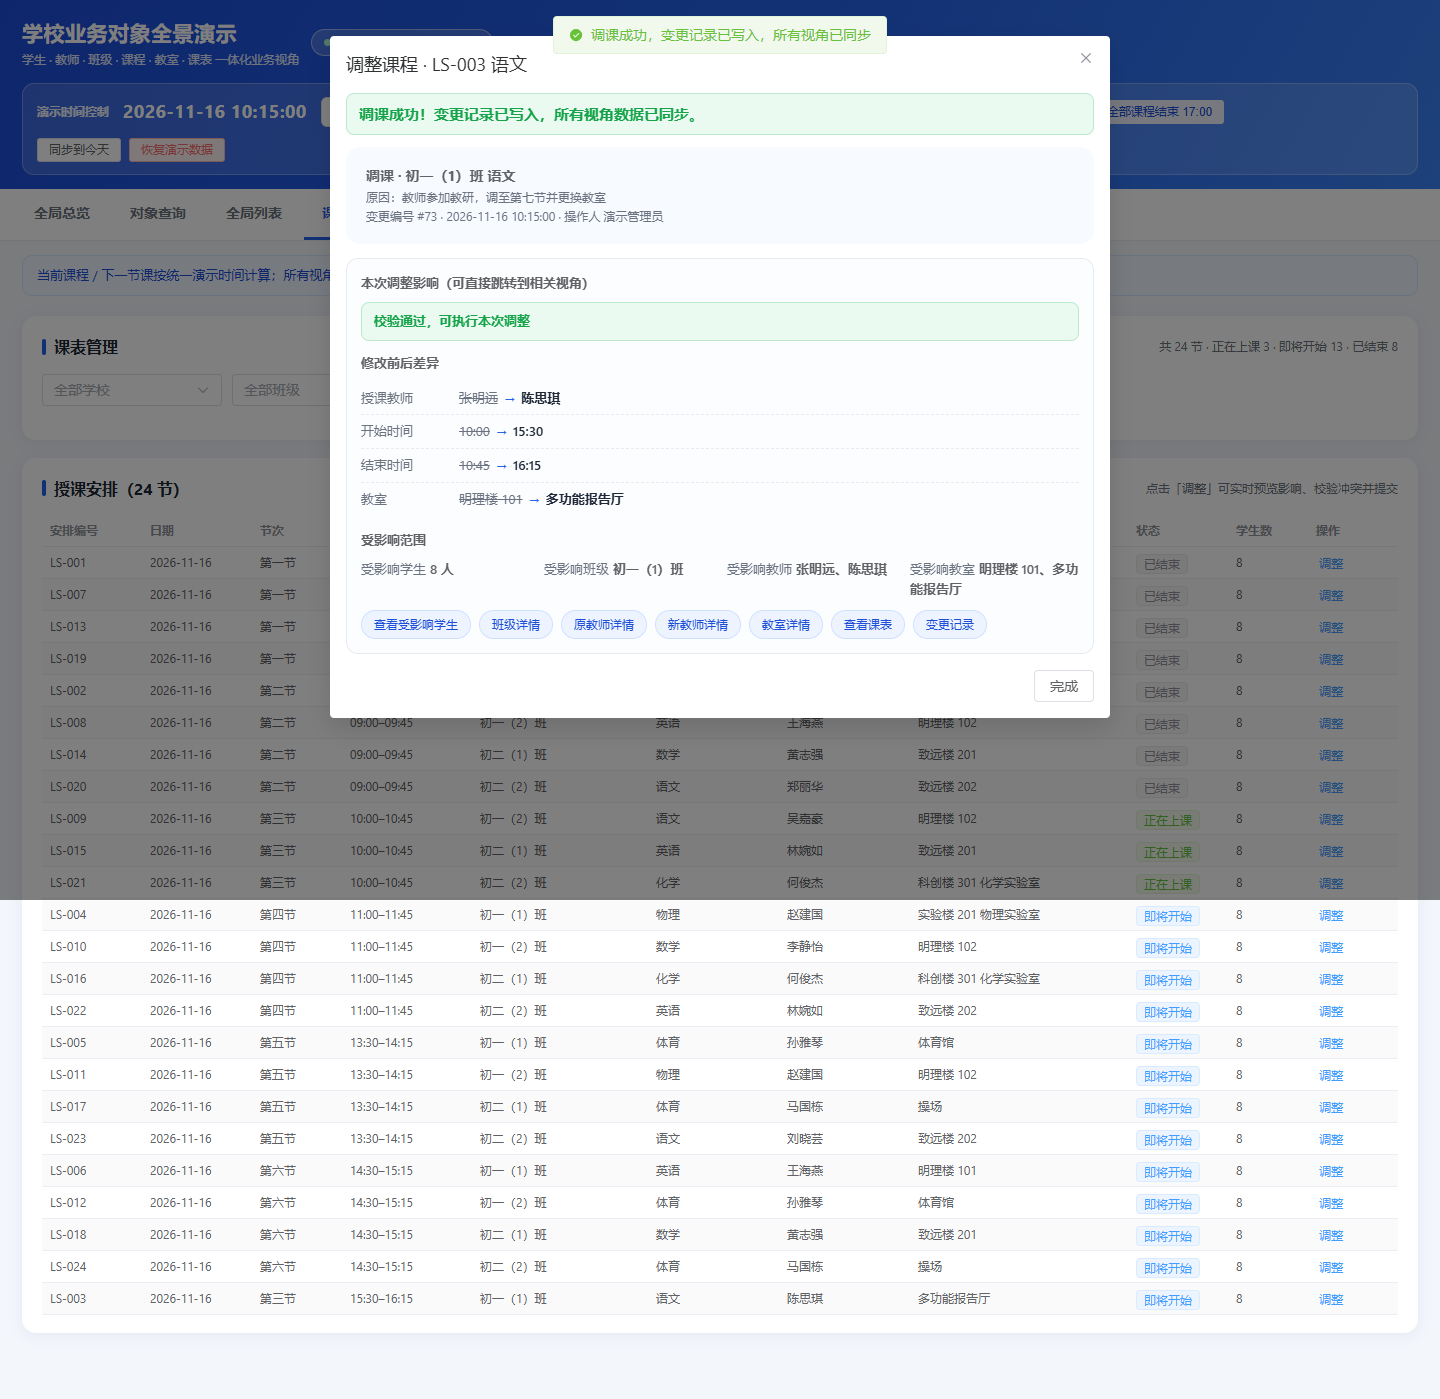 学校业务对象全景演示
学生 · 教师 · 班级 · 课程 · 教室 · 课表 一体化业务视角
调课成功，变更记录已写入，所有视角已同步
演示时间控制 2026-11-16 10:15:00
全部课程结束 17:00
同步到今天 恢复演示数据
全局总览 对象查询 全局列表
当前课程 / 下一节课按统一演示时间计算；所有视角
调整课程 · LS-003 语文
调课成功！变更记录已写入，所有视角数据已同步。
调课 · 初一（1）班 语文
原因：教师参加教研，调至第七节并更换教室
变更编号 #73 · 2026-11-16 10:15:00 · 操作人 演示管理员
本次调整影响（可直接跳转到相关视角）
校验通过，可执行本次调整
修改前后差异
授课教师 张明远 → 陈思琪
开始时间 10:00 → 15:30
结束时间 10:45 → 16:15
教室 明理楼 101 → 多功能报告厅
受影响范围
受影响学生 8 人 受影响班级 初一（1）班 受影响教师 张明远、陈思琪 受影响教室 明理楼 101、多功能报告厅
查看受影响学生 班级详情 原教师详情 新教师详情 教室详情 查看课表 变更记录
完成
课表管理 共 24 节 · 正在上课 3 · 即将开始 13 · 已结束 8
全部学校 全部班级
授课安排（24 节） 点击「调整」可实时预览影响、校验冲突并提交
安排编号 日期 节次 状态 学生数 操作
LS-001 2026-11-16 第一节 已结束 8 调整
LS-007 2026-11-16 第一节 已结束 8 调整
LS-013 2026-11-16 第一节 已结束 8 调整
LS-019 2026-11-16 第一节 已结束 8 调整
LS-002 2026-11-16 第二节 已结束 8 调整
LS-008 2026-11-16 第二节 09:00–09:45 初一（2）班 英语 王海燕 明理楼 102 已结束 8 调整
LS-014 2026-11-16 第二节 09:00–09:45 初二（1）班 数学 黄志强 致远楼 201 已结束 8 调整
LS-020 2026-11-16 第二节 09:00–09:45 初二（2）班 语文 郑丽华 致远楼 202 已结束 8 调整
LS-009 2026-11-16 第三节 10:00–10:45 初一（2）班 语文 吴嘉豪 明理楼 102 正在上课 8 调整
LS-015 2026-11-16 第三节 10:00–10:45 初二（1）班 英语 林婉如 致远楼 201 正在上课 8 调整
LS-021 2026-11-16 第三节 10:00–10:45 初二（2）班 化学 何俊杰 科创楼 301 化学实验室 正在上课 8 调整
LS-004 2026-11-16 第四节 11:00–11:45 初一（1）班 物理 赵建国 实验楼 201 物理实验室 即将开始 8 调整
LS-010 2026-11-16 第四节 11:00–11:45 初一（2）班 数学 李静怡 明理楼 102 即将开始 8 调整
LS-016 2026-11-16 第四节 11:00–11:45 初二（1）班 化学 何俊杰 科创楼 301 化学实验室 即将开始 8 调整
LS-022 2026-11-16 第四节 11:00–11:45 初二（2）班 英语 林婉如 致远楼 202 即将开始 8 调整
LS-005 2026-11-16 第五节 13:30–14:15 初一（1）班 体育 孙雅琴 体育馆 即将开始 8 调整
LS-011 2026-11-16 第五节 13:30–14:15 初一（2）班 物理 赵建国 明理楼 102 即将开始 8 调整
LS-017 2026-11-16 第五节 13:30–14:15 初二（1）班 体育 马国栋 操场 即将开始 8 调整
LS-023 2026-11-16 第五节 13:30–14:15 初二（2）班 语文 刘晓芸 致远楼 202 即将开始 8 调整
LS-006 2026-11-16 第六节 14:30–15:15 初一（1）班 英语 王海燕 明理楼 101 即将开始 8 调整
LS-012 2026-11-16 第六节 14:30–15:15 初一（2）班 体育 孙雅琴 体育馆 即将开始 8 调整
LS-018 2026-11-16 第六节 14:30–15:15 初二（1）班 数学 黄志强 致远楼 201 即将开始 8 调整
LS-024 2026-11-16 第六节 14:30–15:15 初二（2）班 体育 马国栋 操场 即将开始 8 调整
LS-003 2026-11-16 第三节 15:30–16:15 初一（1）班 语文 陈思琪 多功能报告厅 即将开始 8 调整